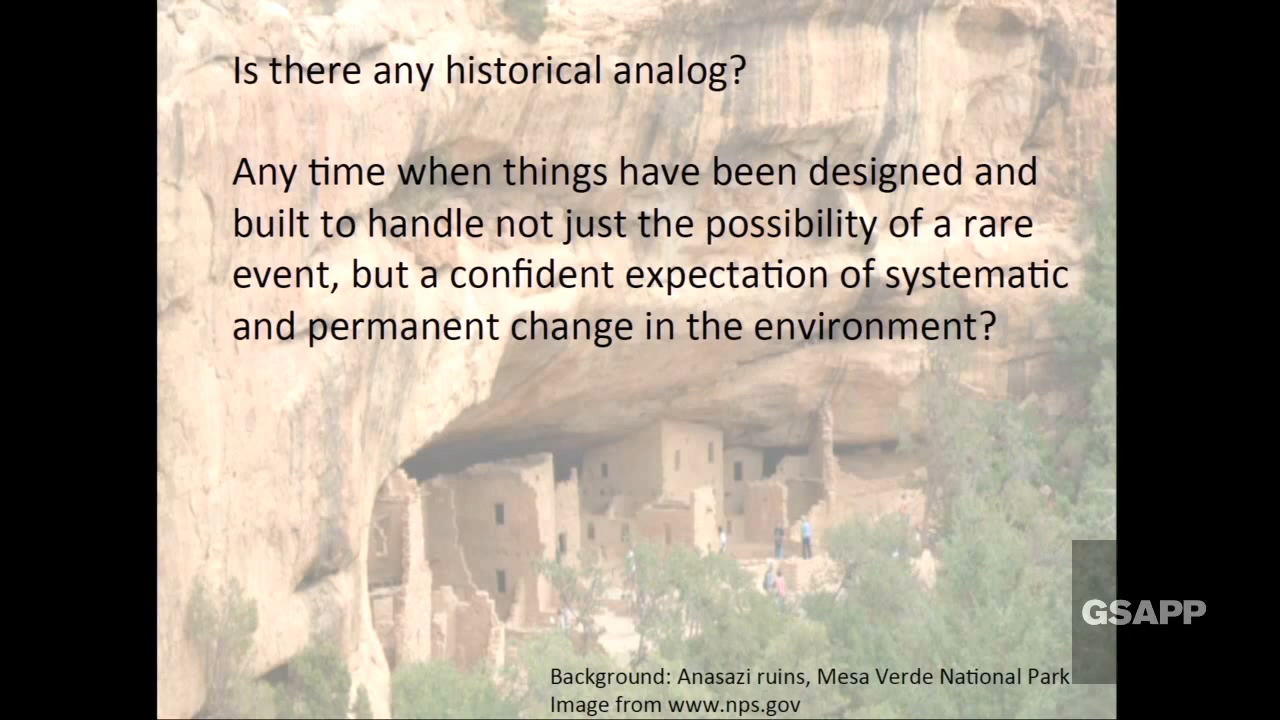 Is there any historical analog?
Any time when things have been designed and
built to handle not just the possibility of a rare
event, but a confident expectation of systematic
and permanent change in the environment?
GSAPP
Background: Anasazi ruins, Mesa Verde National Park
Image from www.nps.gov